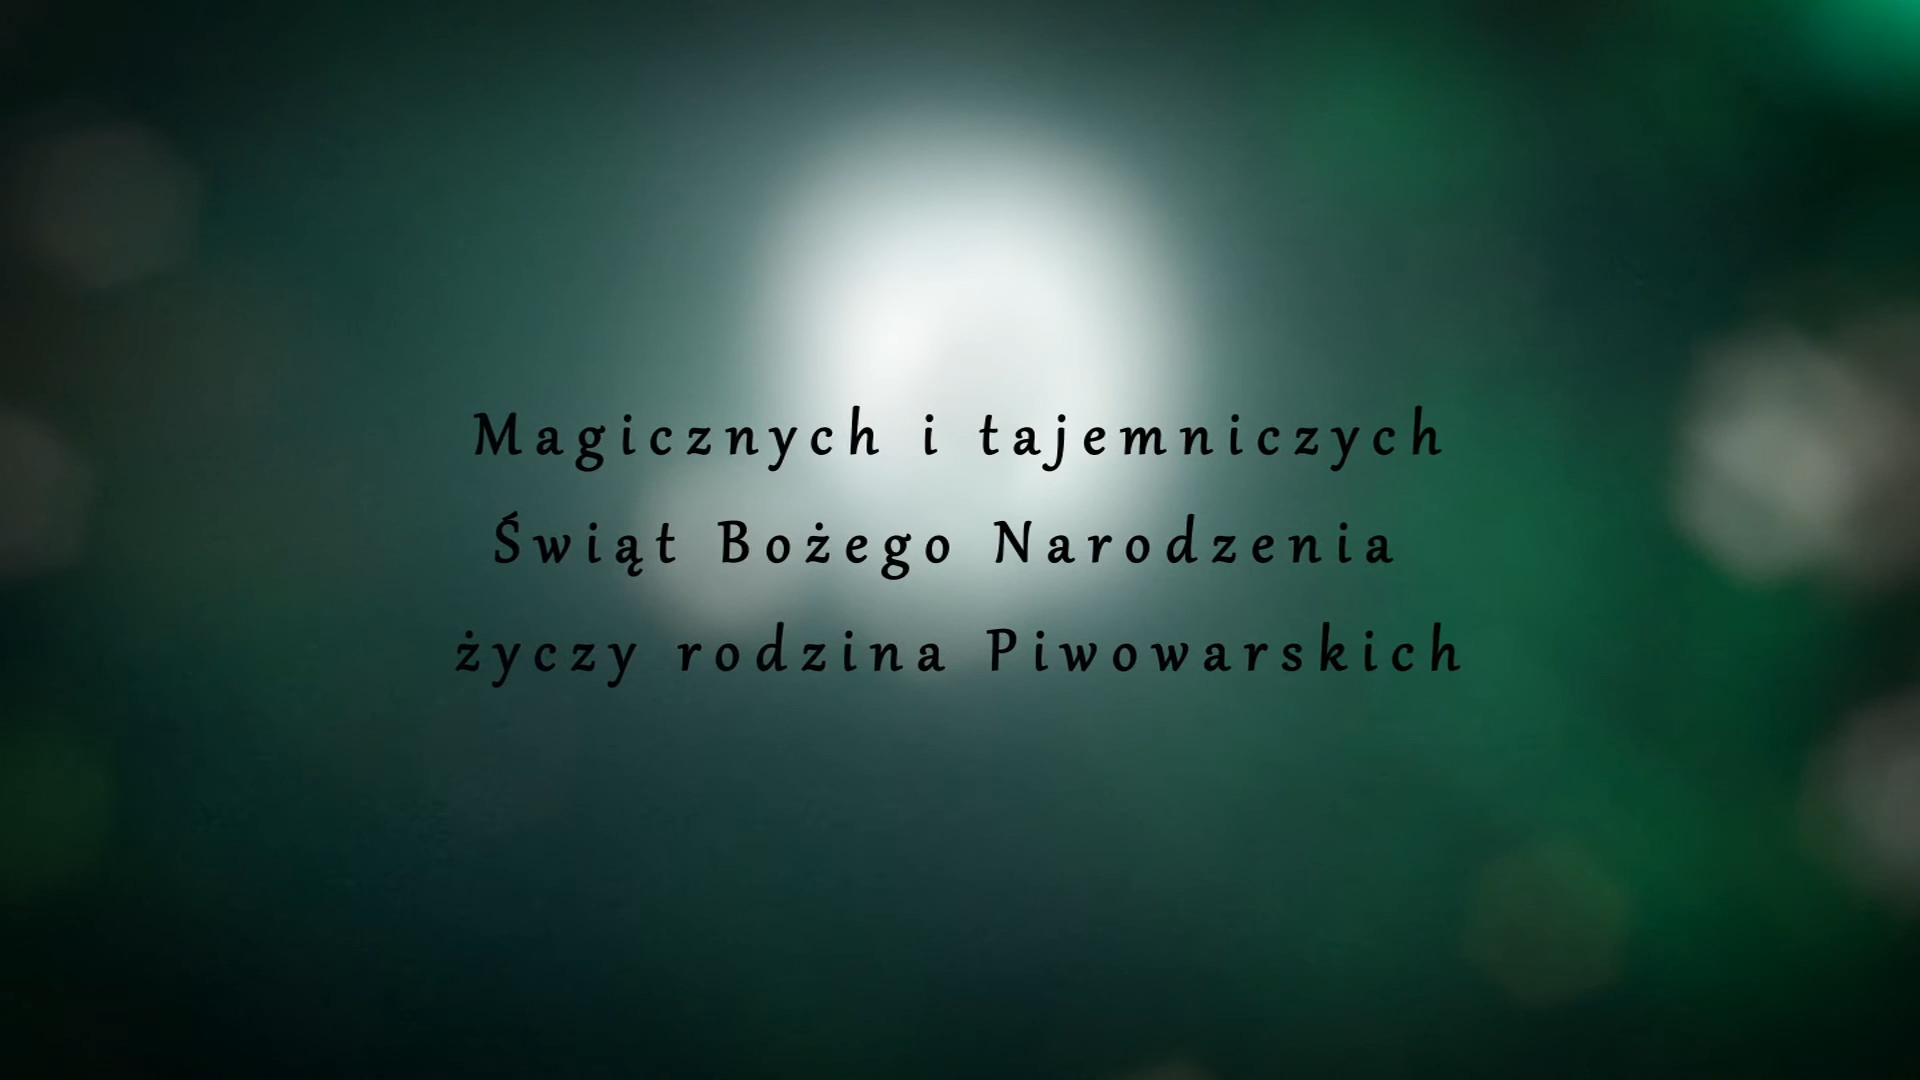 Magicznych i tajemniczych
Świąt Bożego Narodzenia
życzy rodzina Piwowarskich